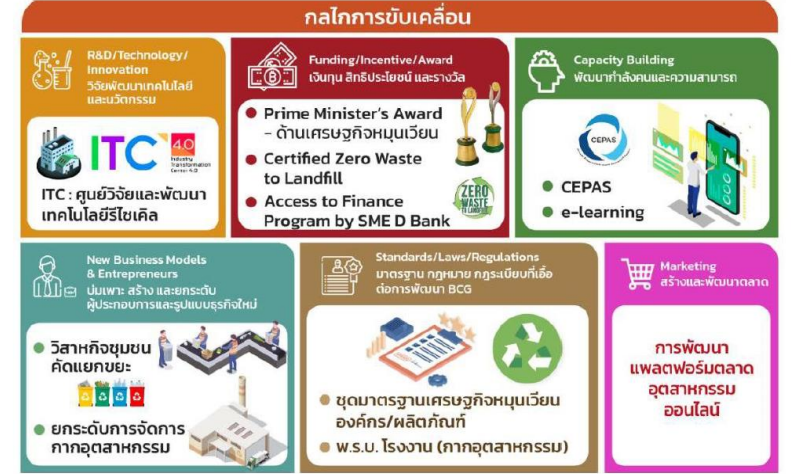 กลไกการขับเคลื่อน
R&D/Technology/
Innovation
วิจัยพัฒนาเทคโนโลยี
และนวัตกรรม
ITC 4.0
Industry
Transformation
Center 4.0
ITC : ศูนย์วิจัยและพัฒนา
เทคโนโลยีรีไซเคิล
Funding/Incentive/Award
เงินทุน สิทธิประโยชน์ และรางวัล
Prime Minister's Award
- ด้านเศรษฐกิจหมุนเวียน
Certified Zero Waste
to Landfill
Access to Finance
Program by SME D Bank
ZERO
WASTE
TO LANDFILL
Capacity Building
พัฒนากำลังคนและความสามารถ
CEPAS
CEPAS
e-learning
New Business Models
& Entrepreneurs
บ่มเพาะ สร้าง และยกระดับ
ผู้ประกอบการและรูปแบบธุรกิจใหม่
วิสาหกิจชุมชน
คัดแยกขยะ
ยกระดับการจัดการ
กากอุตสาหกรรม
Standards/Laws/Regulations
มาตรฐาน กฎหมาย กฎระเบียบที่เอื้อ
ต่อการพัฒนา BCG
ชุดมาตรฐานเศรษฐกิจหมุนเวียน
องค์กร/ผลิตภัณฑ์
พ.ร.บ. โรงงาน (กากอุตสาหกรรม)
Marketing
สร้างและพัฒนาตลาด
การพัฒนา
แพลตฟอร์มตลาด
อุตสาหกรรม
ออนไลน์